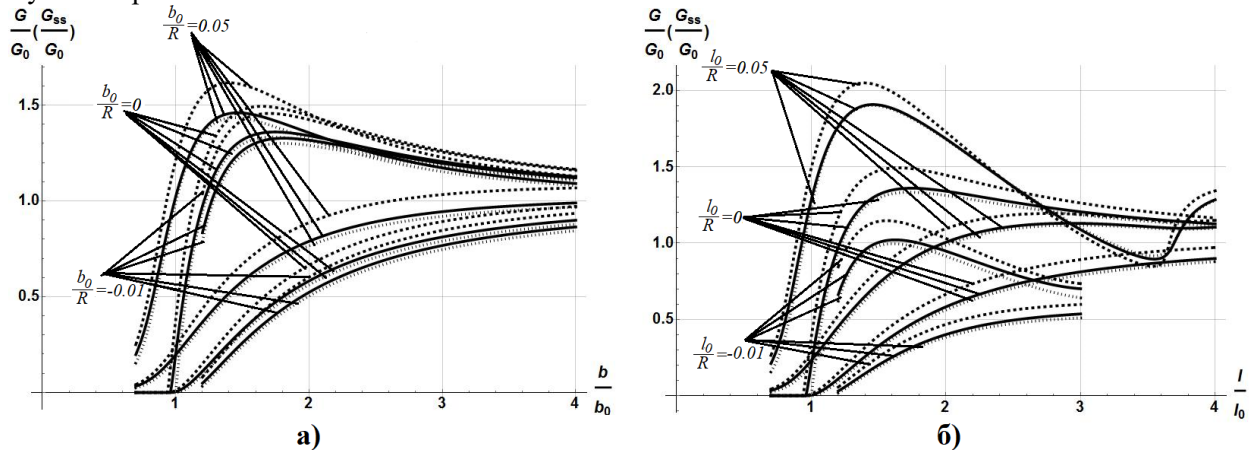 G/G₀ (Gss/G₀)
b₀/R=0.05
1.5
b₀/R=0
1.0
b₀/R=-0.01
0.5
1 2 3 4
b/b₀
а)
G/G₀ (Gss/G₀)
l₀/R=0.05
2.0
1.5
l₀/R=0
1.0
0.5
l₀/R=-0.01
1 2 3 4
l/l₀
б)